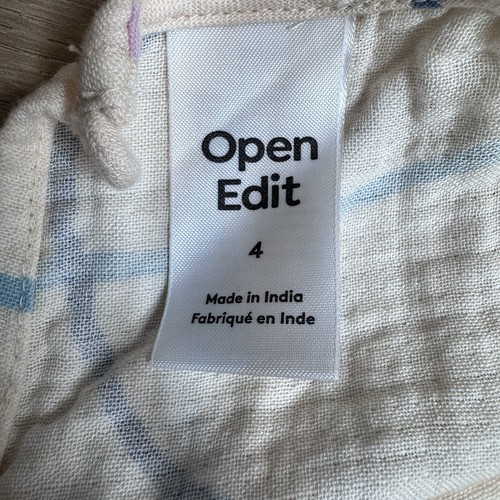 Open
Edit
4
Made in India
Fabriqué en Inde